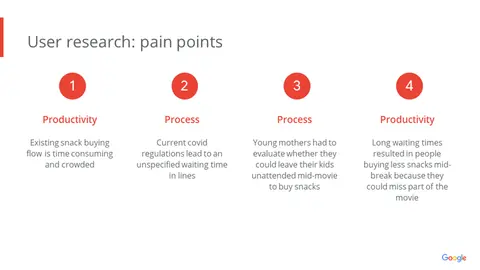 User research: pain points
1
Productivity
Existing snack buying
flow is time consuming
and crowded
2
Process
Current covid
regulations lead to an
unspecified waiting time
in lines
3
Process
Young mothers had to
evaluate whether they
could leave their kids
unattended mid-movie
to buy snacks
4
Productivity
Long waiting times
resulted in people
buying less snacks mid-
break because they
could miss part of the
movie
Google